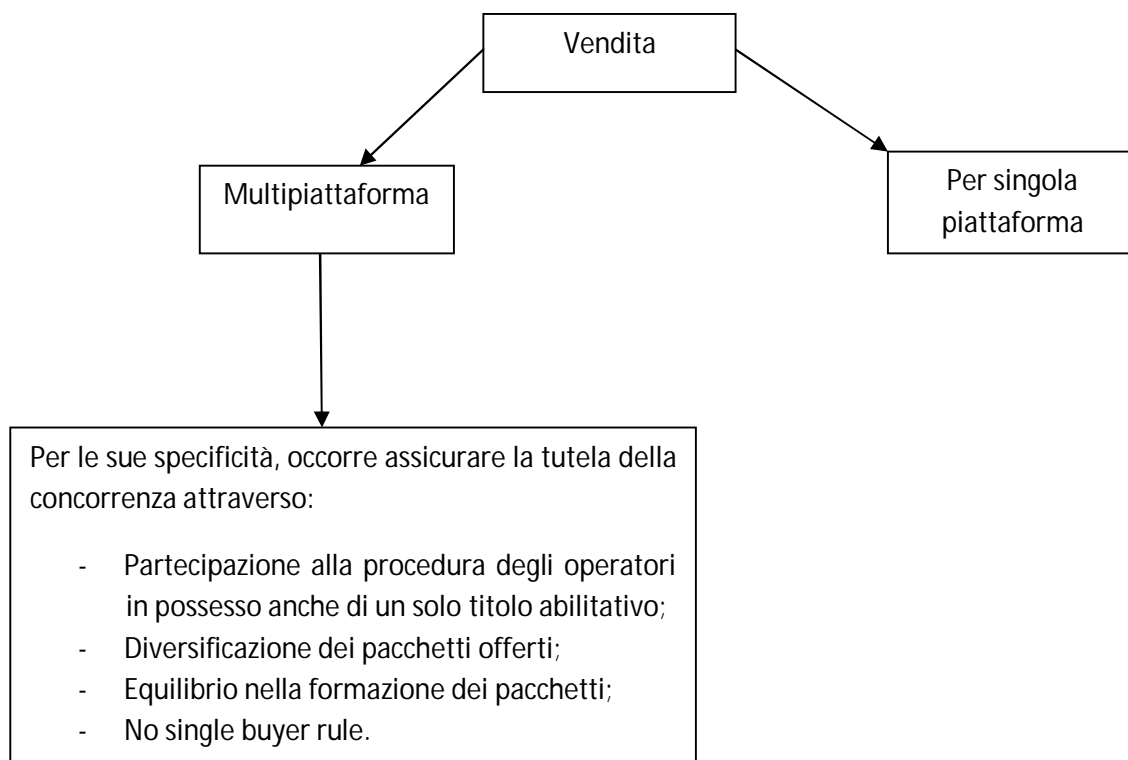 Vendita
Multipiattaforma
Per singola
piattaforma
Per le sue specificità, occorre assicurare la tutela della
concorrenza attraverso:
- Partecipazione alla procedura degli operatori
in possesso anche di un solo titolo abilitativo;
- Diversificazione dei pacchetti offerti;
- Equilibrio nella formazione dei pacchetti;
- No single buyer rule.